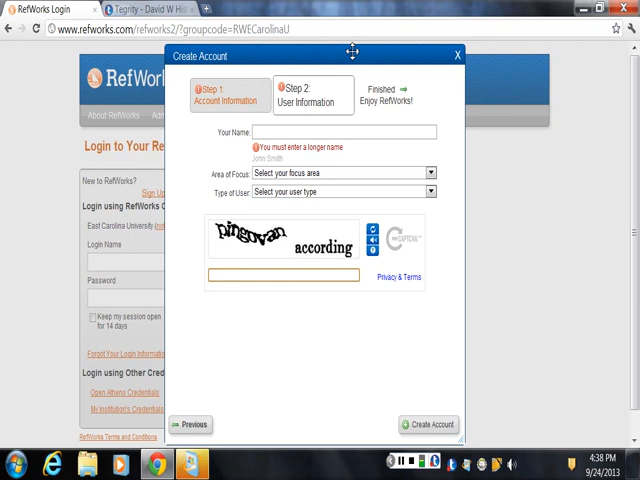 RefWorks Login
Tegrity - David W His
www.refworks.com/refworks2/?groupcode=RWECarolinaU
Create Account
X
RefWor
About RefWorks
Adm
Step 1:
Account Information
Step 2:
User Information
Finished
Enjoy RefWorks!
Login to Your Re
New to RefWorks?
Sign Up
Login using RefWorks C
East Carolina University (not
Login Name
Password
Keep my session open
for 14 days
Forgot Your Login Informatio
Login using Other Cred
Open Athens Credentials
My Institution's Credentials
RefWorks Terms and Conditions
Your Name:
You must enter a longer name
John Smith
Area of Focus:
Select your focus area
Type of User:
Select your user type
pingovan
according
reCAPTCHA™
Privacy & Terms
Previous
Create Account
4:38 PM
9/24/2013